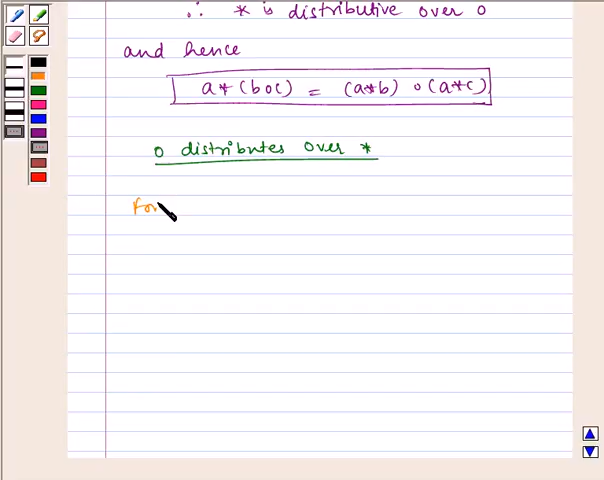 ∴ * is distributive over o
and hence
a*(boc) = (a*b) o (a*c)
o distributes over *
For